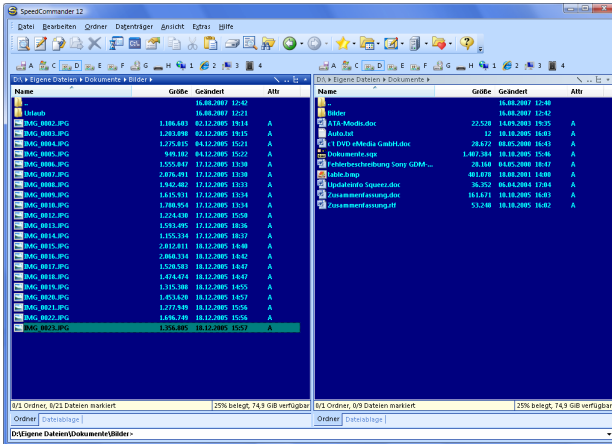 SpeedCommander 12
Datei Bearbeiten Ordner Datenträger Ansicht Extras Hilfe
A C D E F G H 1 2 3 4 A C D E F G H 1 2 3 4
D:\ Eigene Dateien Dokumente Bilder
Name Größe Geändert Attr
.. 16.08.2007 12:42
Urlaub 16.08.2007 12:21
IMG_0002.JPG 1.106.603 02.12.2005 19:14 A
IMG_0003.JPG 1.203.098 02.12.2005 19:15 A
IMG_0004.JPG 1.275.015 04.12.2005 15:21 A
IMG_0005.JPG 949.102 04.12.2005 15:22 A
IMG_0006.JPG 1.555.047 17.12.2005 13:30 A
IMG_0007.JPG 2.076.491 17.12.2005 13:30 A
IMG_0008.JPG 1.942.482 17.12.2005 13:33 A
IMG_0009.JPG 1.615.931 17.12.2005 13:34 A
IMG_0010.JPG 1.780.954 17.12.2005 13:34 A
IMG_0012.JPG 1.224.430 17.12.2005 15:50 A
IMG_0013.JPG 1.593.495 17.12.2005 18:36 A
IMG_0014.JPG 1.155.334 17.12.2005 18:37 A
IMG_0015.JPG 2.012.011 18.12.2005 14:40 A
IMG_0016.JPG 2.060.334 18.12.2005 14:42 A
IMG_0017.JPG 1.520.583 18.12.2005 14:47 A
IMG_0018.JPG 1.474.474 18.12.2005 14:47 A
IMG_0019.JPG 1.315.308 18.12.2005 14:55 A
IMG_0020.JPG 1.453.620 18.12.2005 14:57 A
IMG_0021.JPG 1.277.949 18.12.2005 15:56 A
IMG_0022.JPG 1.696.749 18.12.2005 15:56 A
IMG_0023.JPG 1.356.805 18.12.2005 15:57 A
0/1 Ordner, 0/21 Dateien markiert 25% belegt, 74,9 GiB verfügbar
Ordner Dateiablage
D:\ Eigene Dateien Dokumente
Name Größe Geändert Attr
.. 16.08.2007 12:40
Bilder 16.08.2007 12:42
ATA-Modis.doc 22.528 14.09.2003 19:35 A
Auto.txt 12 10.10.2005 16:03 A
c't DVD eMedia GmbH.doc 28.672 08.05.2000 16:43 A
Dokumente.sqx 1.407.384 10.10.2005 15:46 A
Fehlerbeschreibung Sony GDM-... 28.160 04.05.2000 18:47 A
table.bmp 401.078 10.08.2001 14:00 A
Updateinfo Squeez.doc 36.352 06.04.2004 17:04 A
Zusammenfassung.doc 161.671 10.10.2005 16:03 A
Zusammenfassung.rtf 53.248 10.10.2005 16:02 A
0/1 Ordner, 0/9 Dateien markiert 25% belegt, 74,9 GiB verfügbar
Ordner Dateiablage
D:\Eigene Dateien\Dokumente\Bilder>